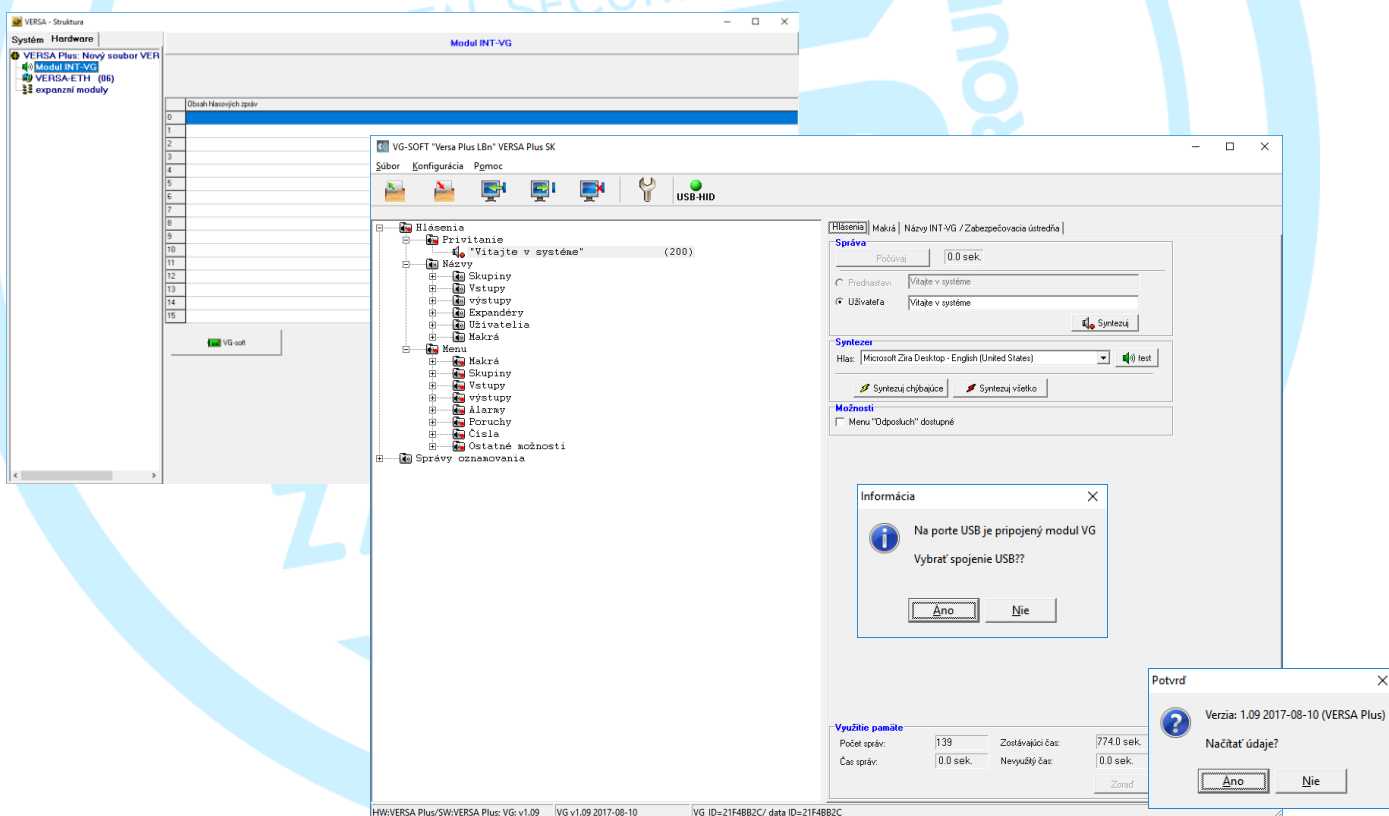 VERSA - Struktura
Systém Hardware
Modul INT-VG
VERSA Plus: Nový soubor VER
Modul INT-VG
VERSA-ETH (06)
expanzní moduly
Obsah hlasových zpráv
0
1
2
3
4
5
6
7
8
9
10
11
12
13
14
15
VG-soft
VG-SOFT "Versa Plus LBn" VERSA Plus SK
Súbor Konfigurácia Pomoc
USB-HID
Hlásenia
Privitanie
"Vitajte v systéme" (200)
Názvy
Skupiny
Vstupy
výstupy
Expandéry
Užívatelia
Makrá
Menu
Makrá
Skupiny
Vstupy
výstupy
Alarmy
Poruchy
Čísla
Ostatné možnosti
Správy oznamovania
Hlásenia Makrá Názvy INT-VG / Zabezpečovacia ústredňa
Správa
Počúvaj 0.0 sek.
Prednastav Vitajte v systéme
Užívateľa Vitajte v systéme
Syntezuj
Syntezer
Hlas: Microsoft Zira Desktop - English (United States) test
Syntezuj chýbajúce Syntezuj všetko
Možnosti
Menu "Odposluch" dostupné
Informácia
Na porte USB je pripojený modul VG
Vybrať spojenie USB??
Áno Nie
Potvrď
Verzia: 1.09 2017-08-10 (VERSA Plus)
Načítať údaje?
Áno Nie
Využitie pamäte
Počet správ: 139 Zostávajúci čas: 774.0 sek.
Čas správ: 0.0 sek. Nevyužitý čas: 0.0 sek.
Zoraď
HW:VERSA Plus/SW:VERSA Plus: VG: v1.09 VG v1.09 2017-08-10 VG ID=21F4BB2C/ data ID=21F4BB2C